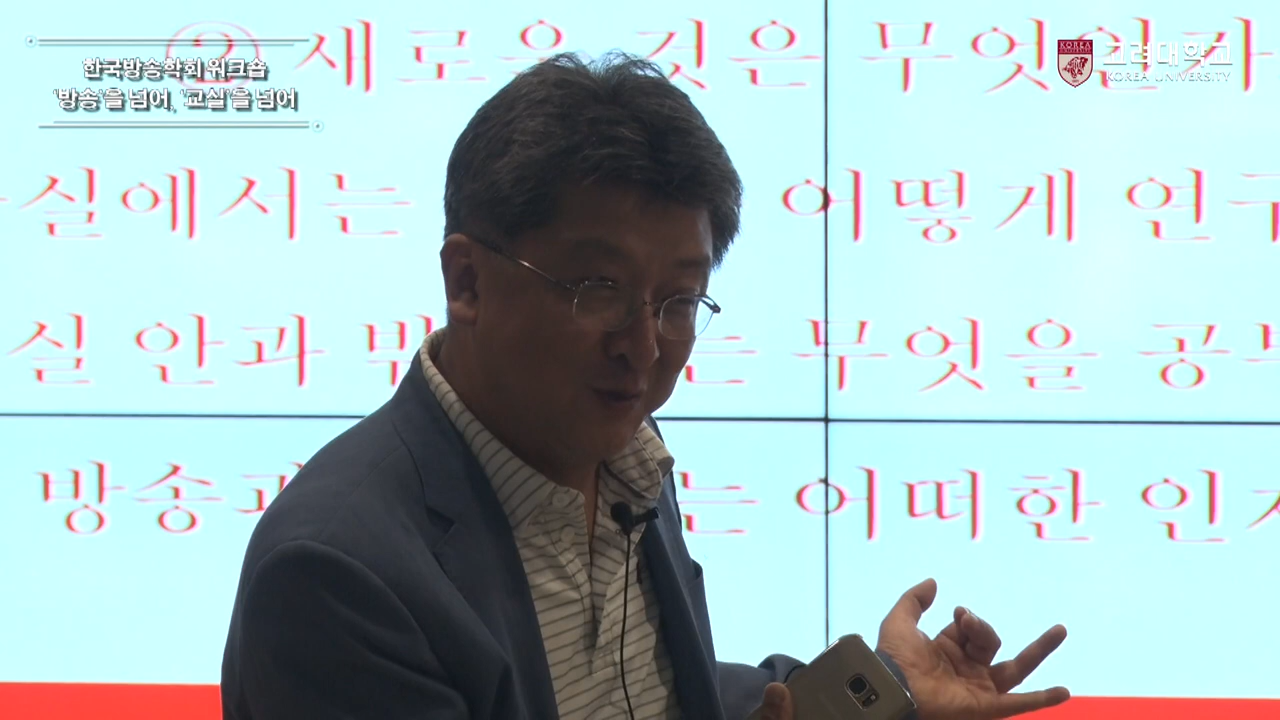 한국방송학회 워크숍
'방송'을 넘어, '교실'을 넘어
KOREA
고려대학교
KOREA UNIVERSITY
새로운 것은 무엇인가
실에서는 어떻게 연구
실 안과 밖 는 무엇을 공부
방송과 는 어떠한 인